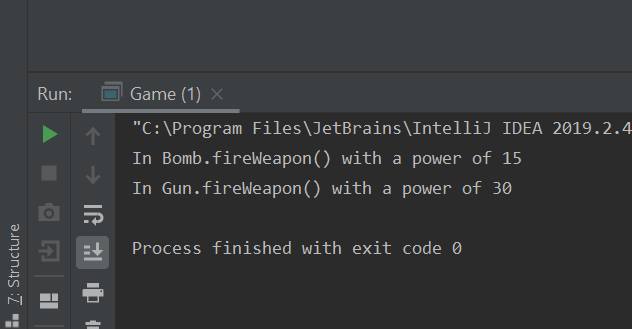 Run: Game (1)
"C:\Program Files\JetBrains\IntelliJ IDEA 2019.2.4
In Bomb.fireWeapon() with a power of 15
In Gun.fireWeapon() with a power of 30
Process finished with exit code 0
7: Structure